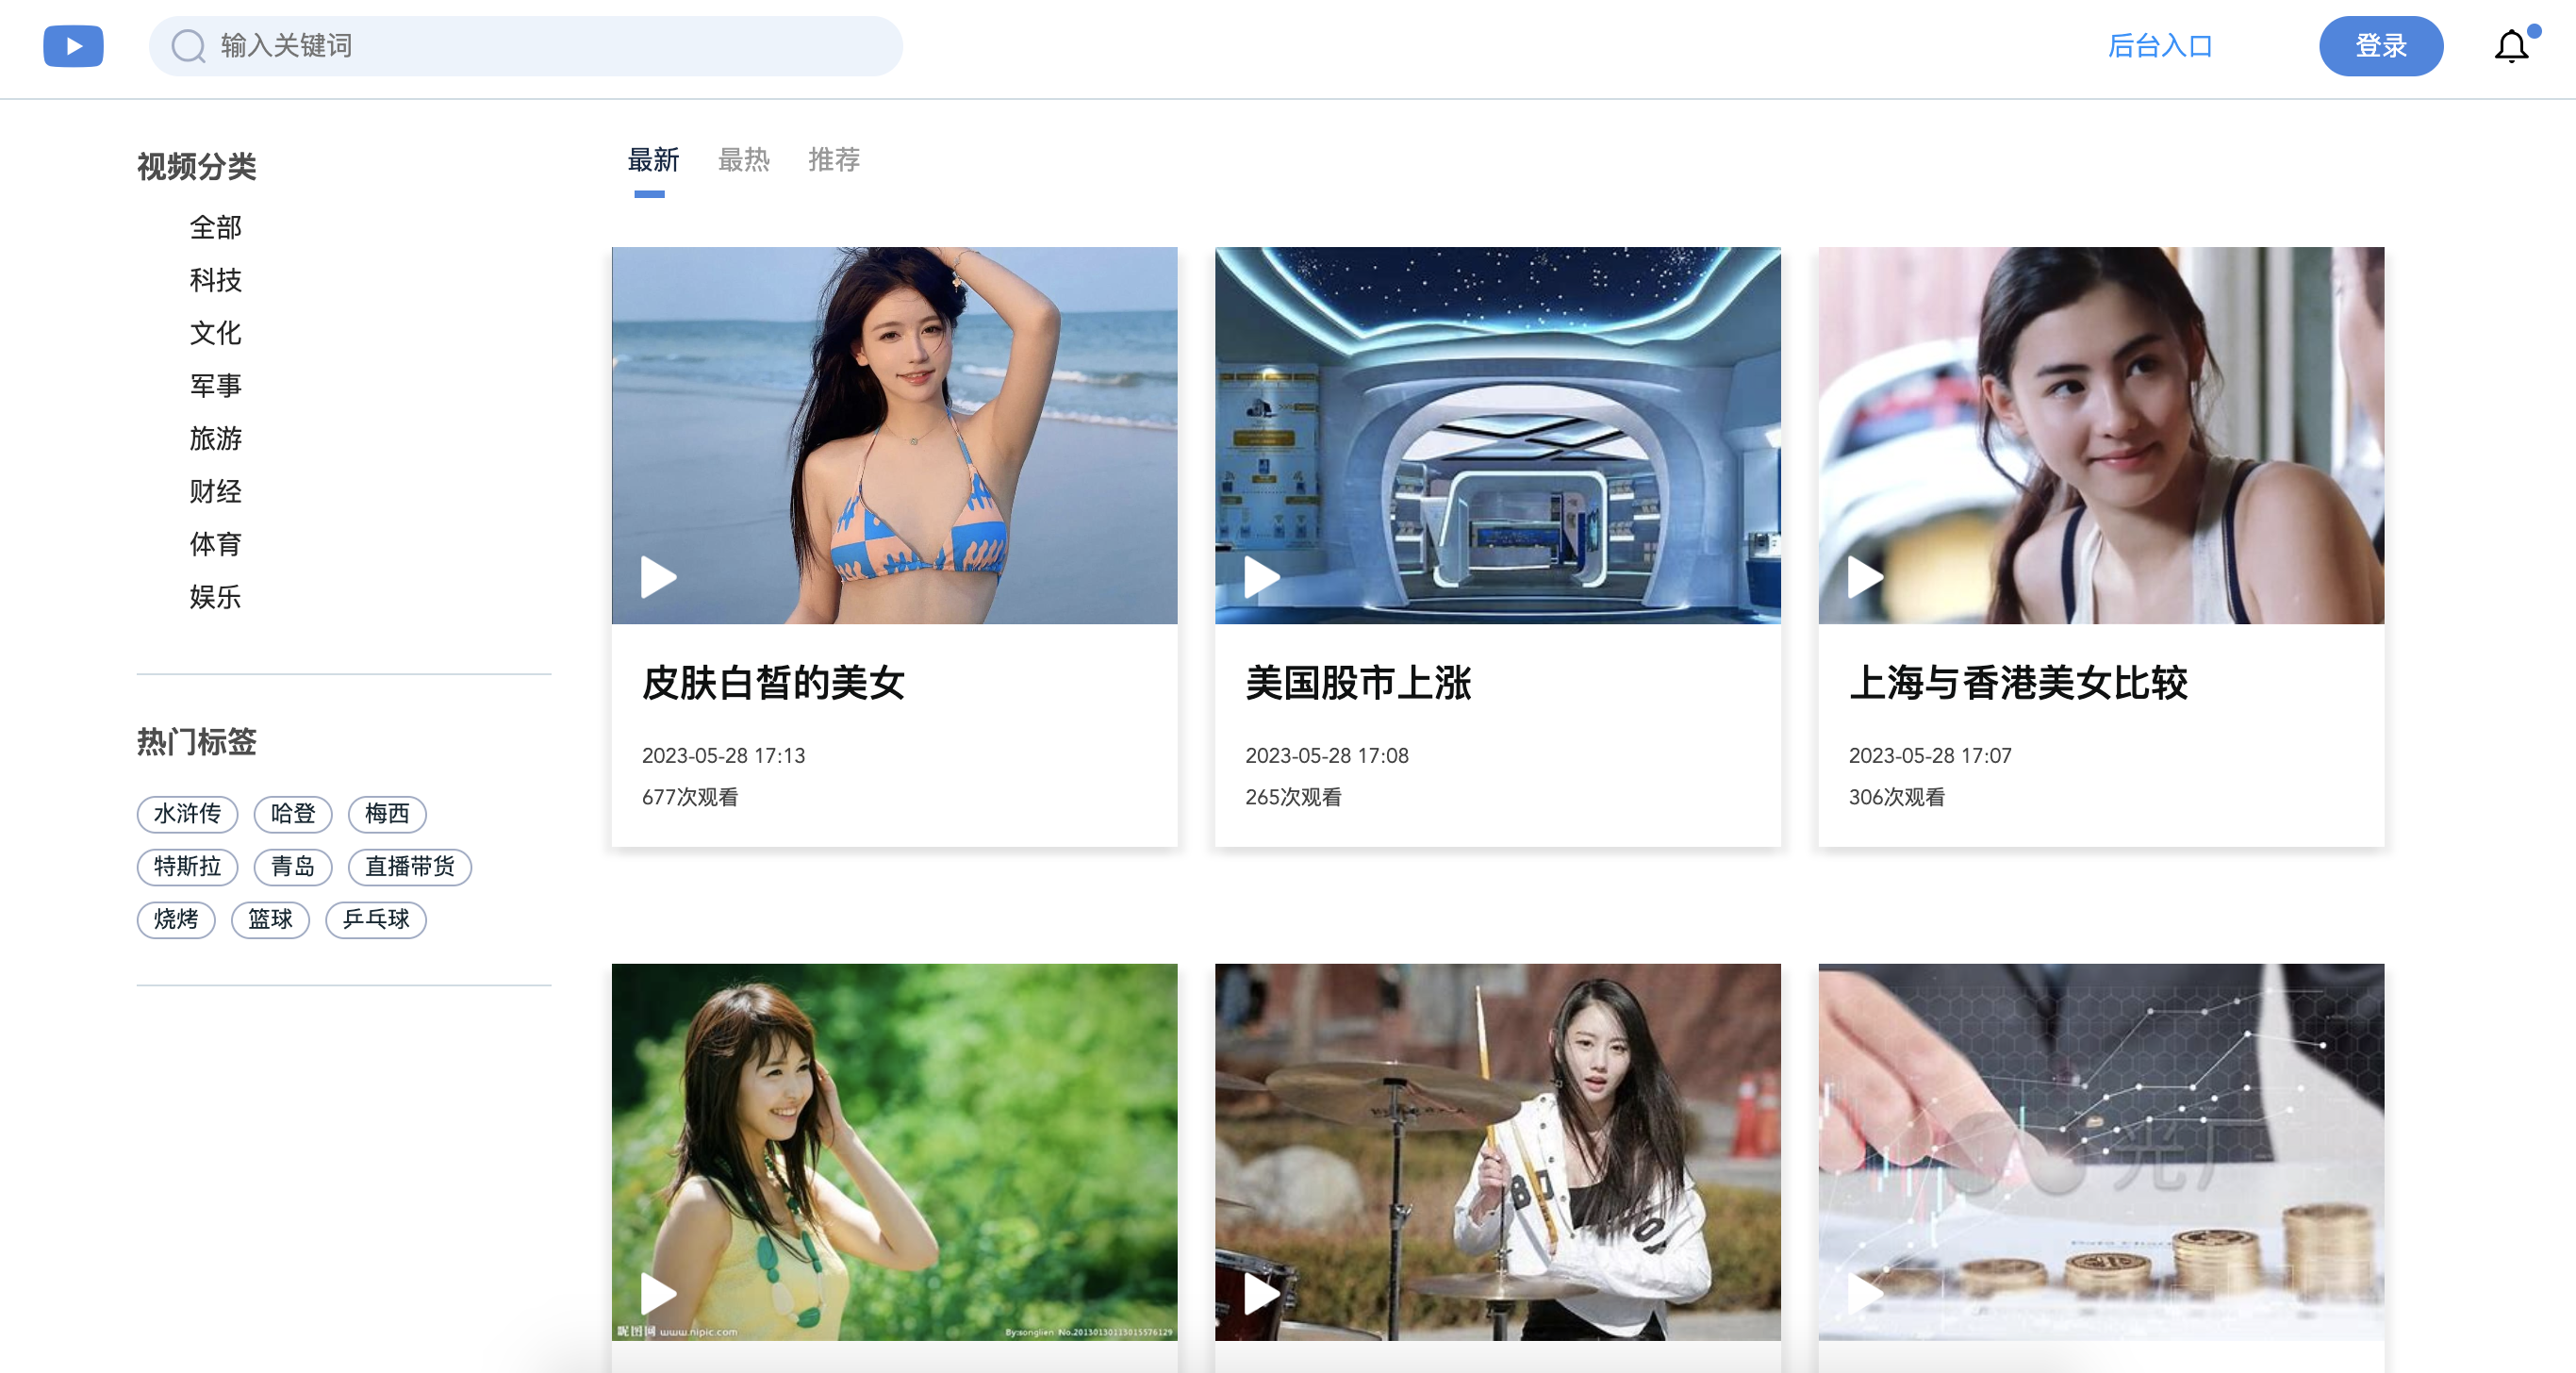 输入关键词
后台入口
登录
视频分类
全部
科技
文化
军事
旅游
财经
体育
娱乐
热门标签
水浒传 哈登 梅西
特斯拉 青岛 直播带货
烧烤 篮球 乒乓球
最新 最热 推荐
皮肤白皙的美女
2023-05-28 17:13
677次观看
美国股市上涨
2023-05-28 17:08
265次观看
上海与香港美女比较
2023-05-28 17:07
306次观看
昵图网 www.nipic.com
By:songlien No.20130130113015576129
光厂